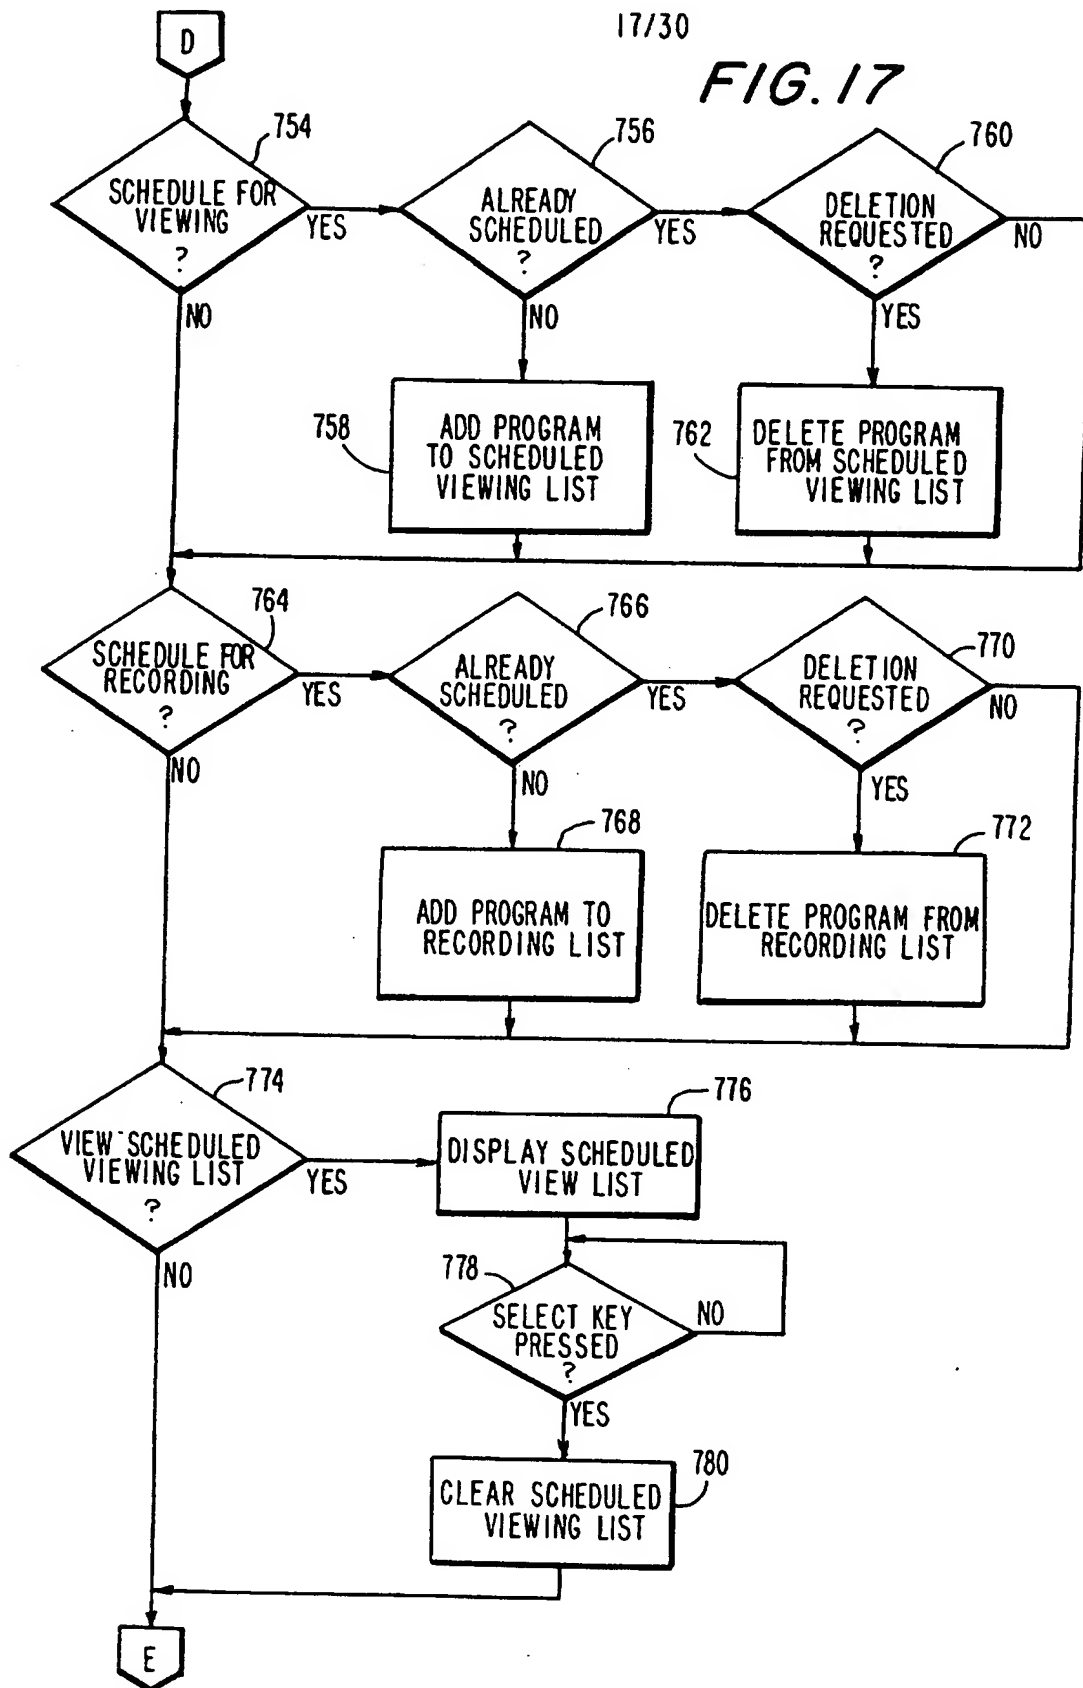 D
17/30
FIG. 17
754
SCHEDULE FOR
VIEWING
?
YES
NO
756
ALREADY
SCHEDULED
?
YES
NO
760
DELETION
REQUESTED
?
NO
YES
758
ADD PROGRAM
TO SCHEDULED
VIEWING LIST
762
DELETE PROGRAM
FROM SCHEDULED
VIEWING LIST
764
SCHEDULE FOR
RECORDING
?
YES
NO
766
ALREADY
SCHEDULED
?
YES
NO
770
DELETION
REQUESTED
?
NO
YES
768
ADD PROGRAM TO
RECORDING LIST
772
DELETE PROGRAM FROM
RECORDING LIST
774
VIEW SCHEDULED
VIEWING LIST
?
YES
NO
776
DISPLAY SCHEDULED
VIEW LIST
778
SELECT KEY
PRESSED
?
NO
YES
780
CLEAR SCHEDULED
VIEWING LIST
E